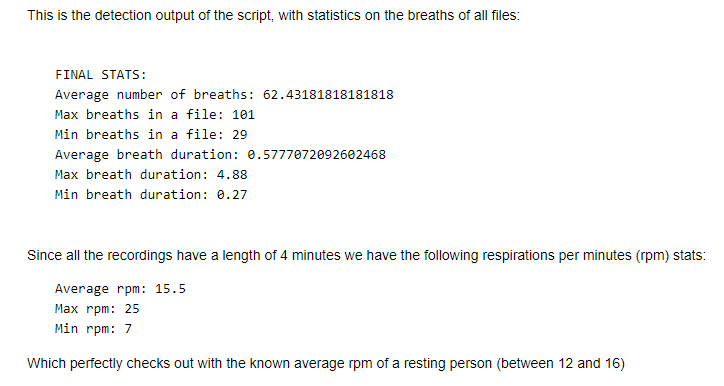 This is the detection output of the script, with statistics on the breaths of all files:
FINAL STATS:
Average number of breaths: 62.43181818181818
Max breaths in a file: 101
Min breaths in a file: 29
Average breath duration: 0.5777072092602468
Max breath duration: 4.88
Min breath duration: 0.27
Since all the recordings have a length of 4 minutes we have the following respirations per minutes (rpm) stats:
Average rpm: 15.5
Max rpm: 25
Min rpm: 7
Which perfectly checks out with the known average rpm of a resting person (between 12 and 16)